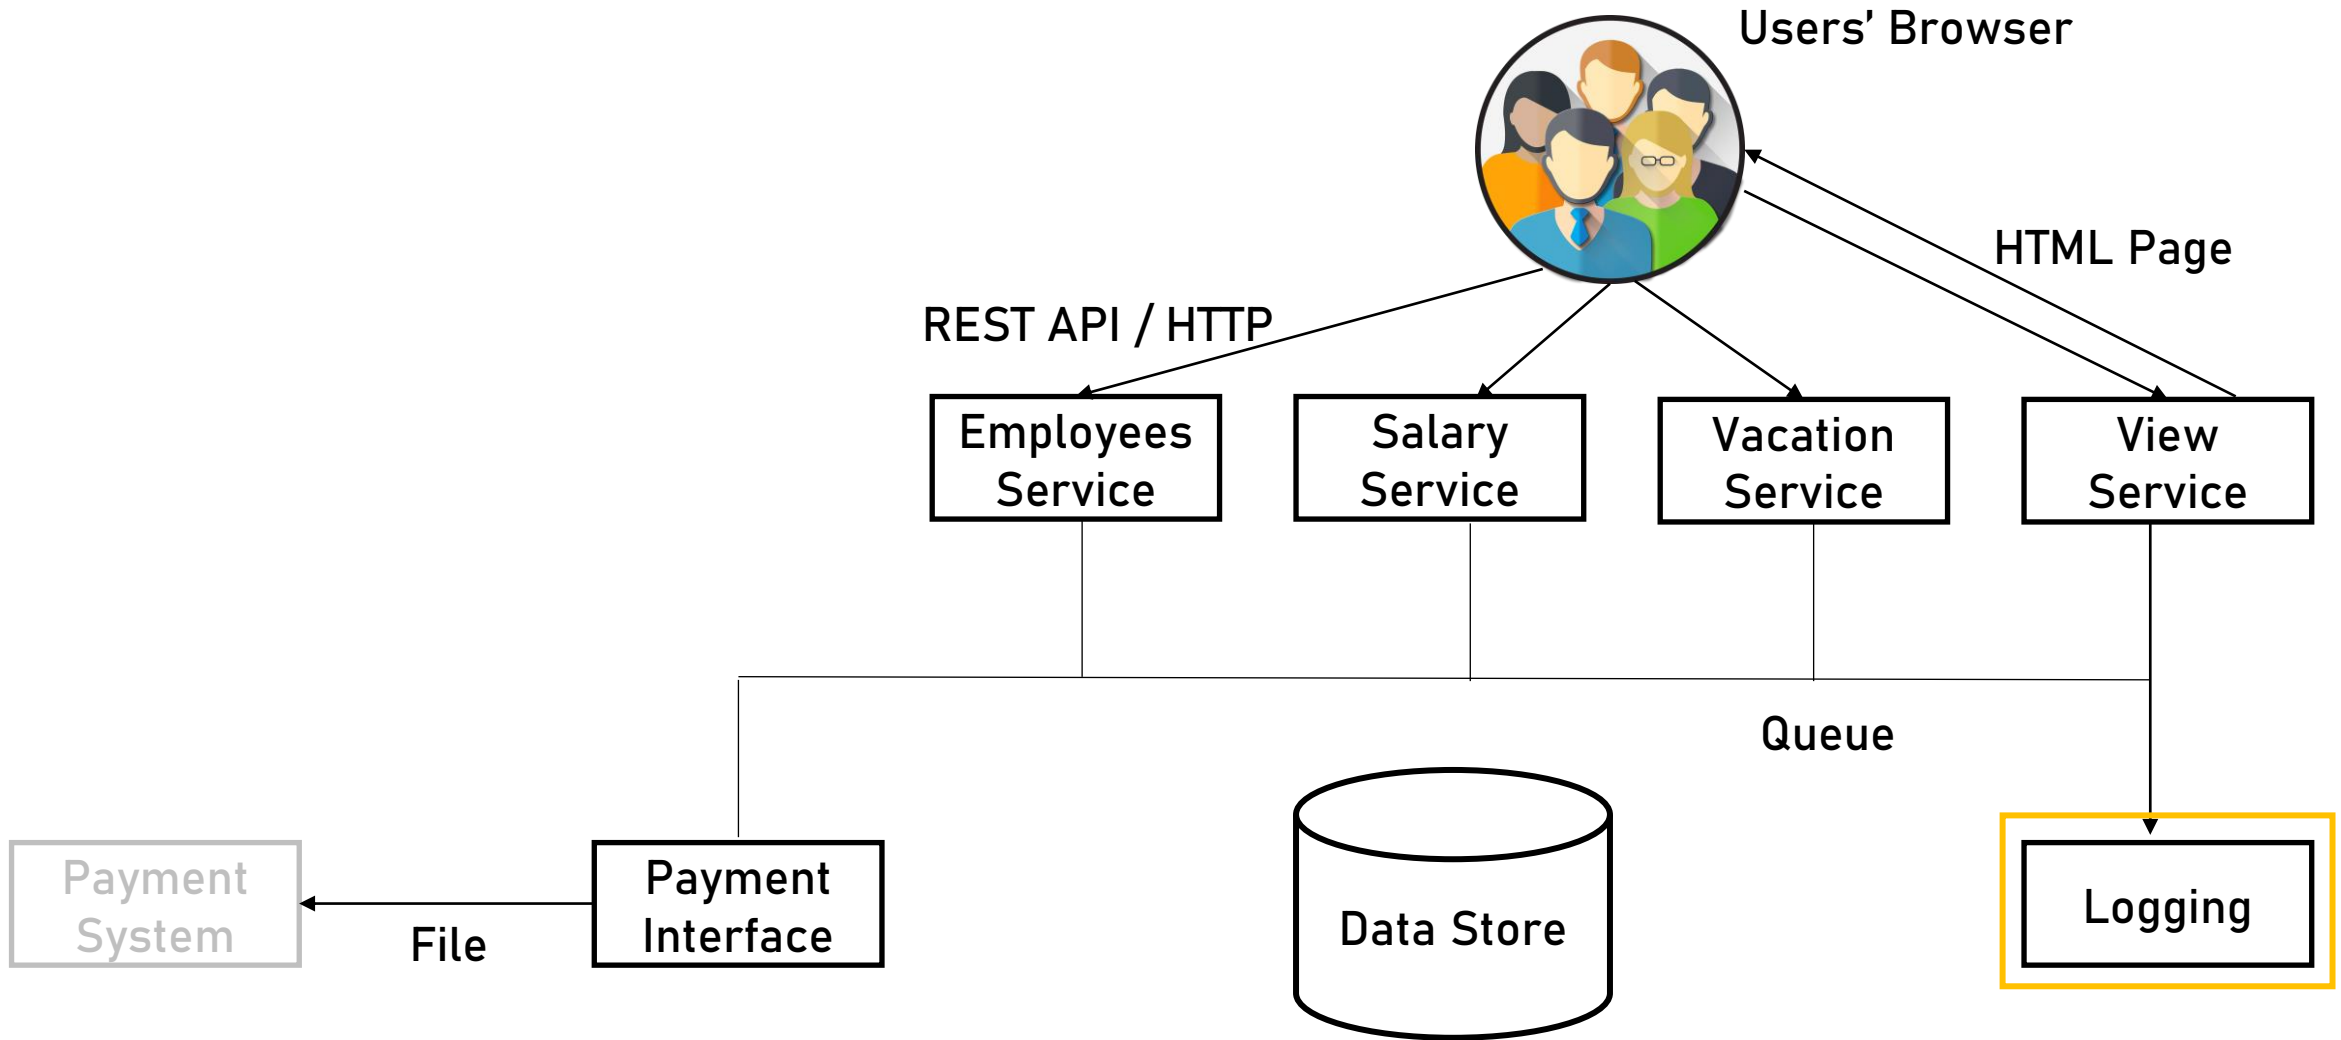 Users’ Browser
HTML Page
REST API / HTTP
Employees
Service
Salary
Service
Vacation
Service
View
Service
Queue
Payment
System
File
Payment
Interface
Data Store
Logging